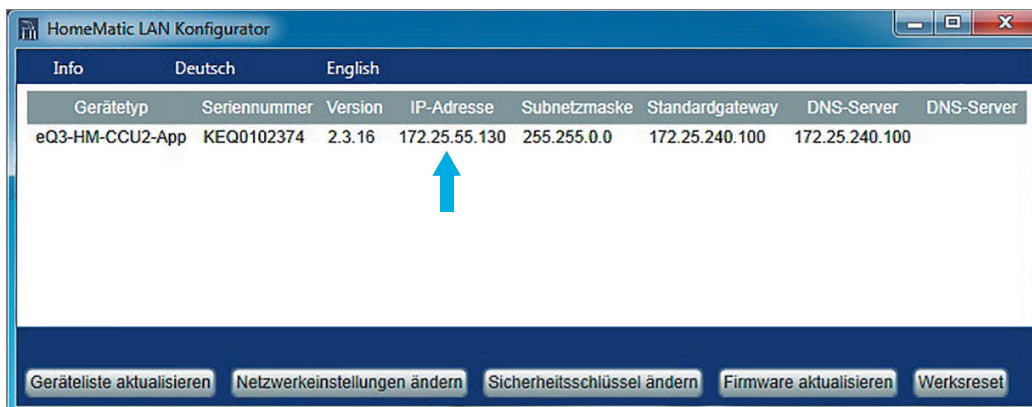 HomeMatic LAN Konfigurator
Info Deutsch English
Gerätetyp Seriennummer Version IP-Adresse Subnetzmaske Standardgateway DNS-Server DNS-Server
eQ3-HM-CCU2-App KEQ0102374 2.3.16 172.25.55.130 255.255.0.0 172.25.240.100 172.25.240.100
Geräteliste aktualisieren Netzwerkeinstellungen ändern Sicherheitsschlüssel ändern Firmware aktualisieren Werksreset